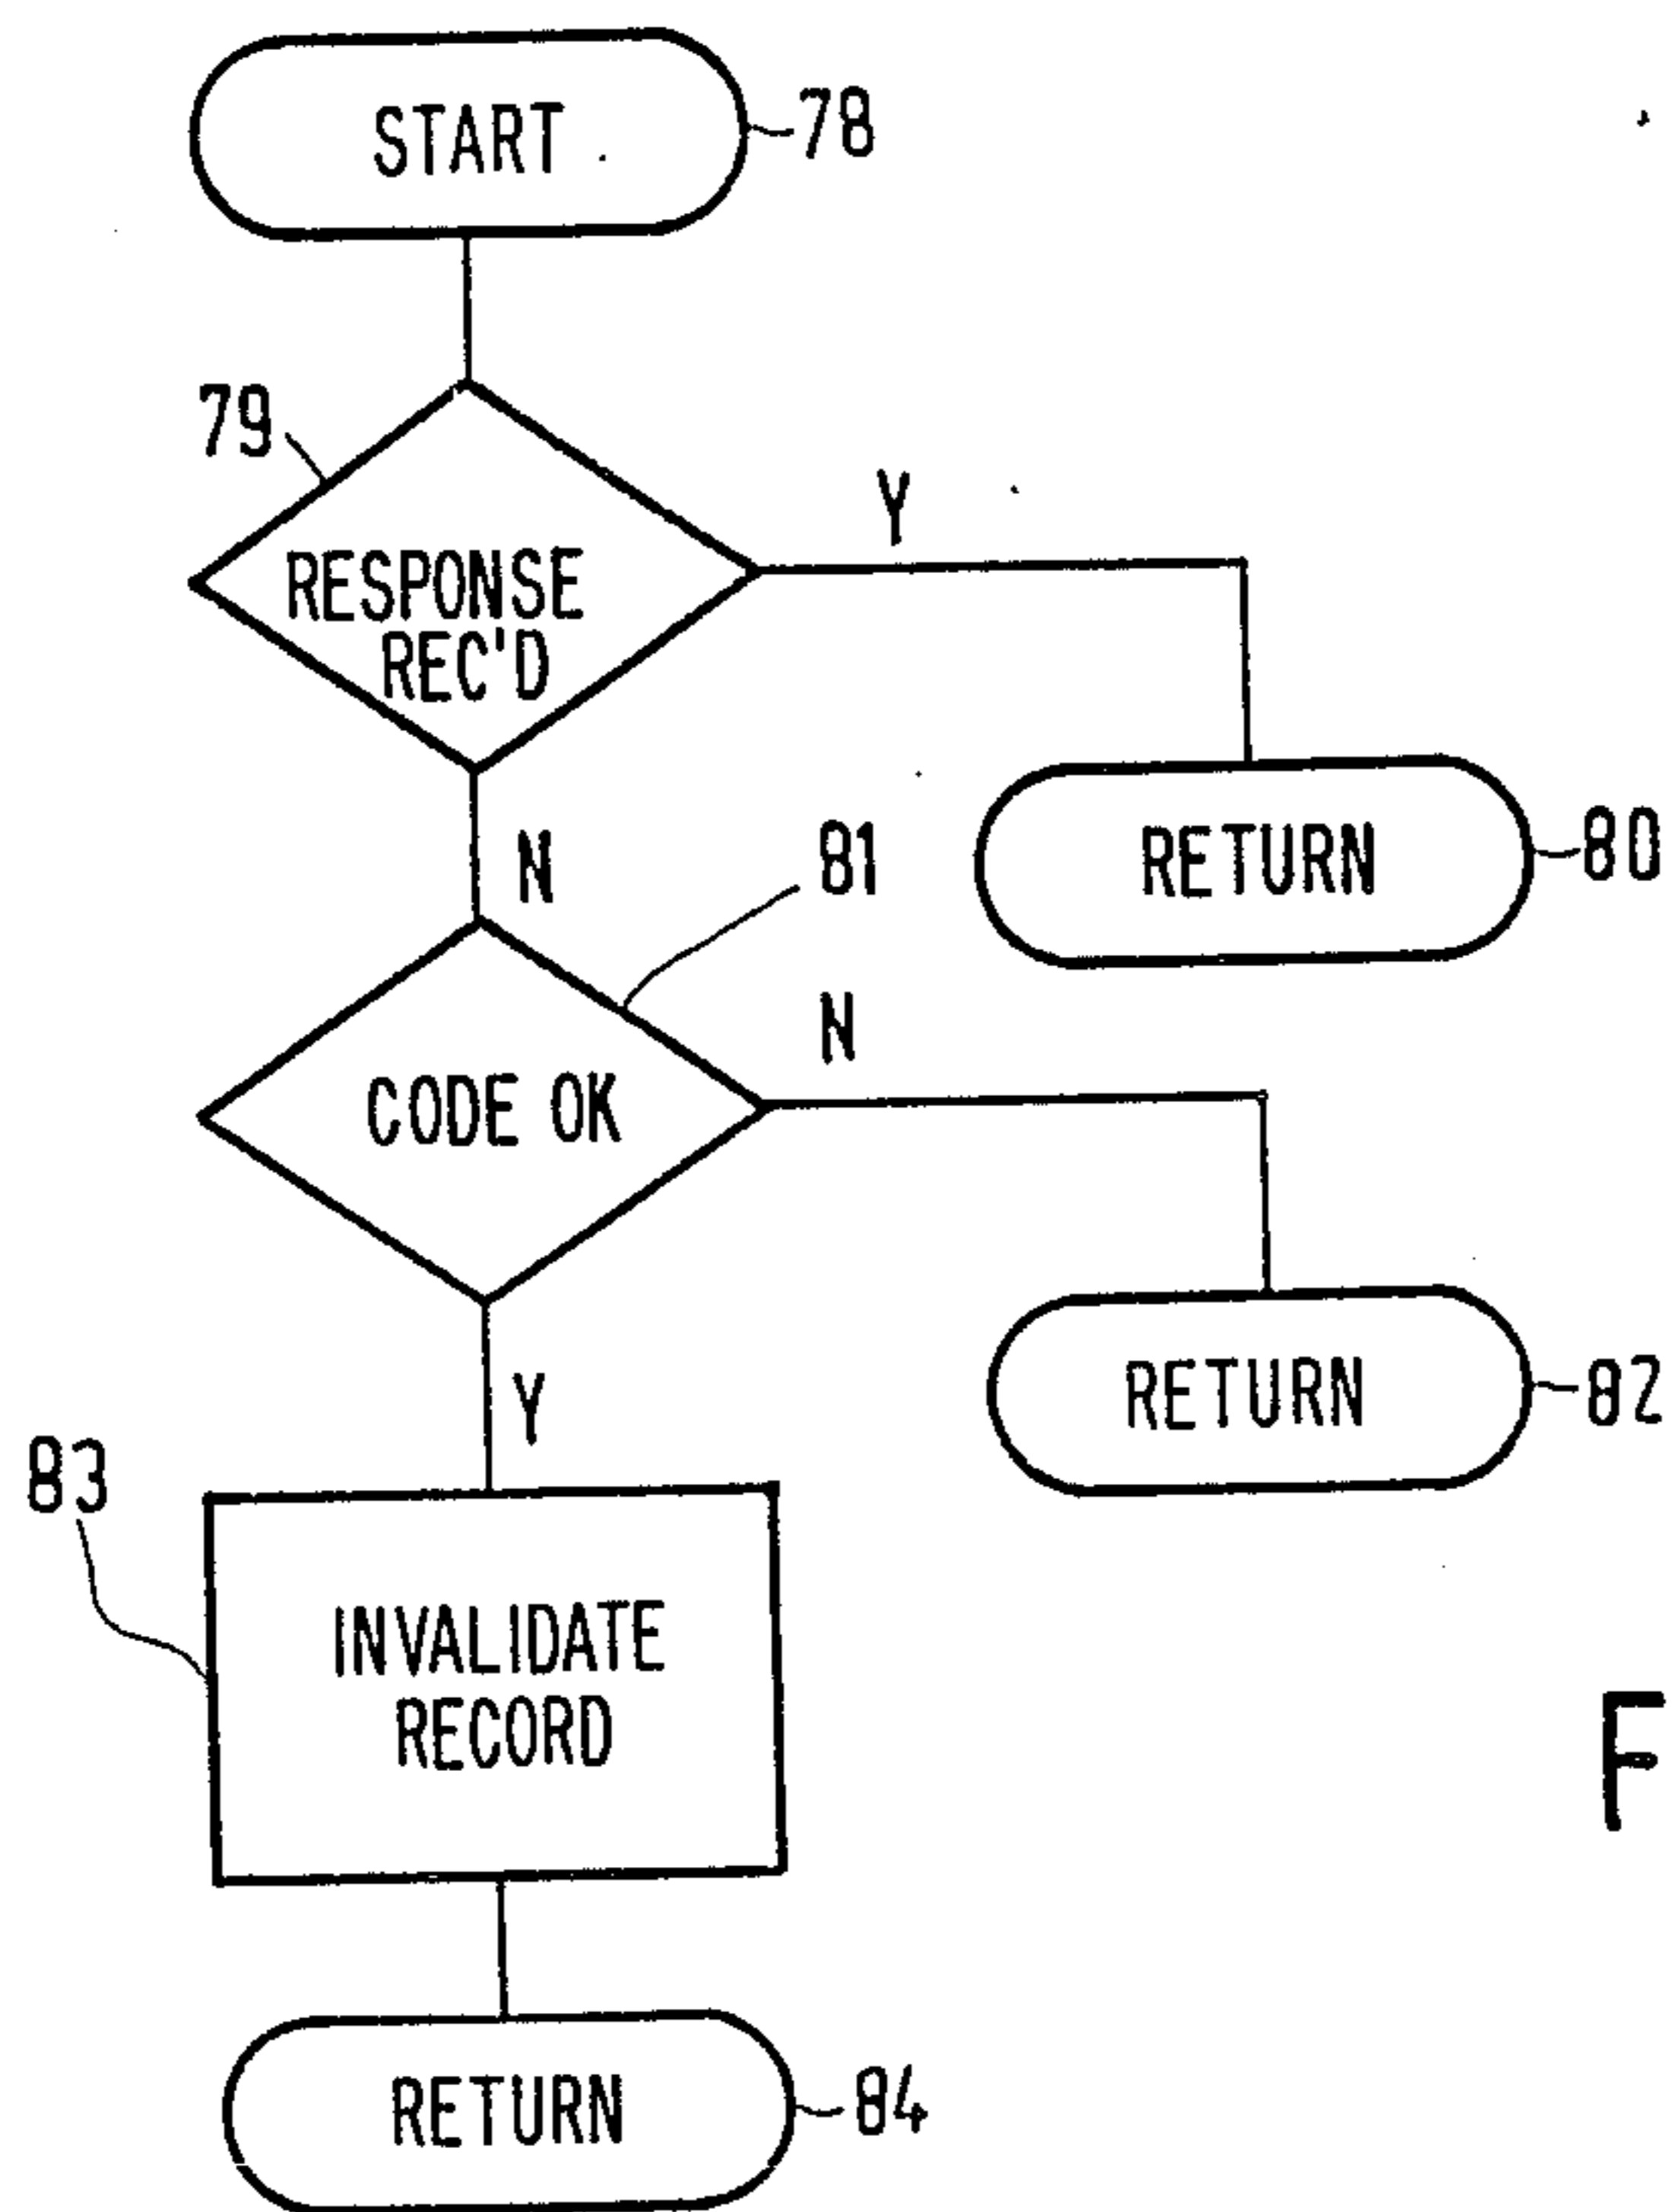 START
78
79
RESPONSE
REC'D
Y
N
RETURN
80
81
CODE OK
N
Y
RETURN
82
83
INVALIDATE
RECORD
F
RETURN
84